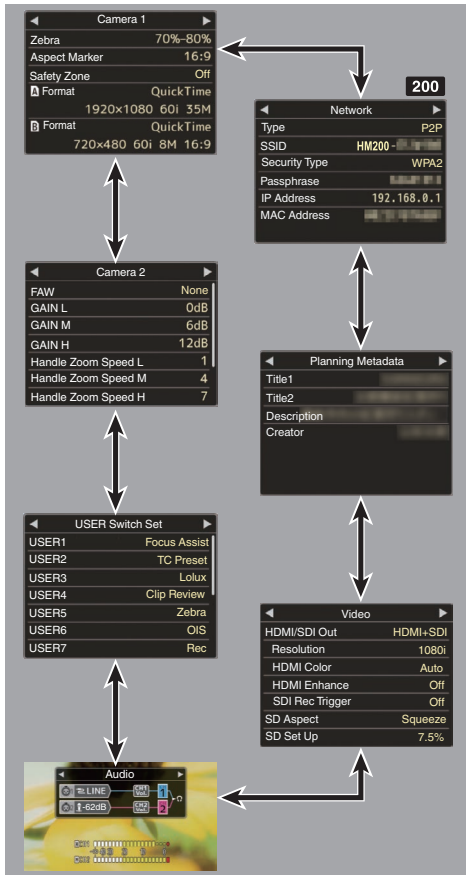 Camera 1
Zebra 70%-80%
Aspect Marker 16:9
Safety Zone Off
A Format QuickTime
1920×1080 60i 35M
B Format QuickTime
720×480 60i 8M 16:9
200
Network
Type P2P
SSID HM200-
Security Type WPA2
Passphrase
IP Address 192.168.0.1
MAC Address
Camera 2
FAW None
GAIN L 0dB
GAIN M 6dB
GAIN H 12dB
Handle Zoom Speed L 1
Handle Zoom Speed M 4
Handle Zoom Speed H 7
Planning Metadata
Title1
Title2
Description
Creator
USER Switch Set
USER1 Focus Assist
USER2 TC Preset
USER3 Lolux
USER4 Clip Review
USER5 Zebra
USER6 OIS
USER7 Rec
Video
HDMI/SDI Out HDMI+SDI
Resolution 1080i
HDMI Color Auto
HDMI Enhance Off
SDI Rec Trigger Off
SD Aspect Squeeze
SD Set Up 7.5%
Audio
LINE CH1 Vol. 1
-62dB CH2 Vol. 2